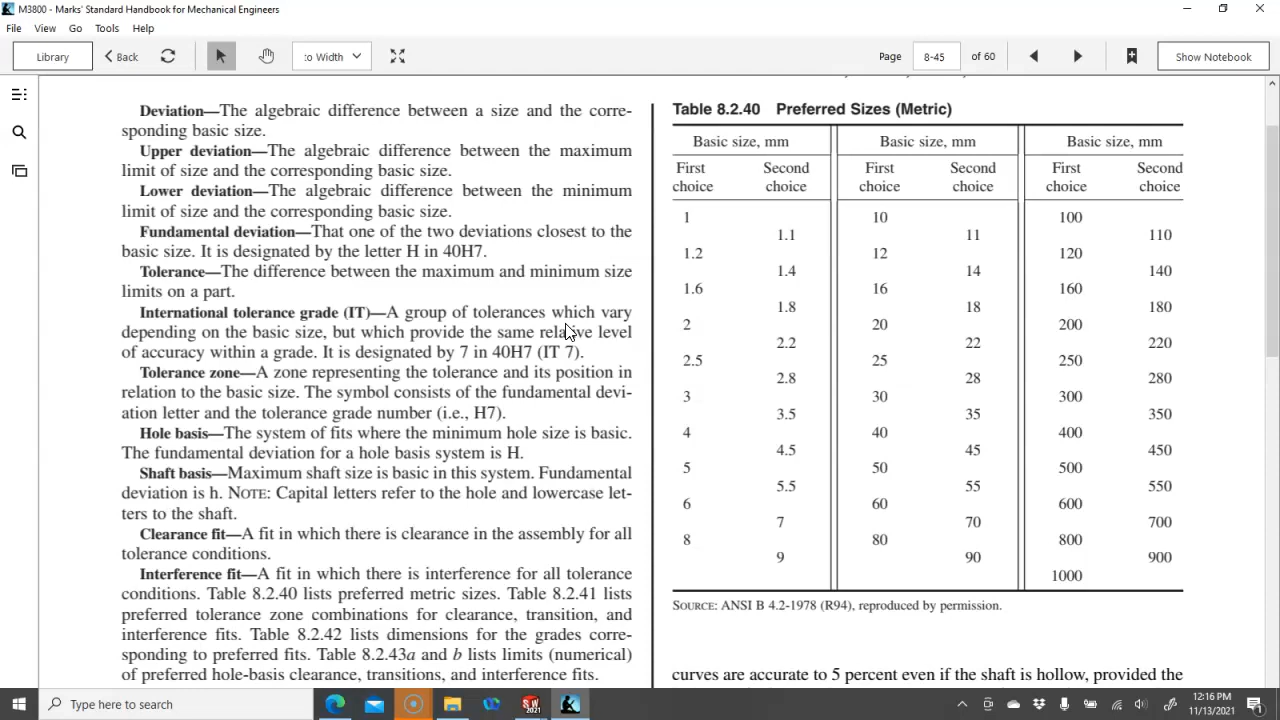 M3800 - Marks' Standard Handbook for Mechanical Engineers
File View Go Tools Help
Library Back :o Width Page 8-45 of 60 Show Notebook
Deviation—The algebraic difference between a size and the corre-
sponding basic size.
Upper deviation—The algebraic difference between the maximum
limit of size and the corresponding basic size.
Lower deviation—The algebraic difference between the minimum
limit of size and the corresponding basic size.
Fundamental deviation—That one of the two deviations closest to the
basic size. It is designated by the letter H in 40H7.
Tolerance—The difference between the maximum and minimum size
limits on a part.
International tolerance grade (IT)—A group of tolerances which vary
depending on the basic size, but which provide the same relative level
of accuracy within a grade. It is designated by 7 in 40H7 (IT 7).
Tolerance zone—A zone representing the tolerance and its position in
relation to the basic size. The symbol consists of the fundamental devi-
ation letter and the tolerance grade number (i.e., H7).
Hole basis—The system of fits where the minimum hole size is basic.
The fundamental deviation for a hole basis system is H.
Shaft basis—Maximum shaft size is basic in this system. Fundamental
deviation is h. NOTE: Capital letters refer to the hole and lowercase let-
ters to the shaft.
Clearance fit—A fit in which there is clearance in the assembly for all
tolerance conditions.
Interference fit—A fit in which there is interference for all tolerance
conditions. Table 8.2.40 lists preferred metric sizes. Table 8.2.41 lists
preferred tolerance zone combinations for clearance, transition, and
interference fits. Table 8.2.42 lists dimensions for the grades corre-
sponding to preferred fits. Table 8.2.43a and b lists limits (numerical)
of preferred hole-basis clearance, transitions, and interference fits.
Table 8.2.40 Preferred Sizes (Metric)
Basic size, mm Basic size, mm Basic size, mm
First Second First Second First Second
choice choice choice choice choice choice
1 10 100
1.1 11 110
1.2 12 120
1.4 14 140
1.6 16 160
1.8 18 180
2 20 200
2.2 22 220
2.5 25 250
2.8 28 280
3 30 300
3.5 35 350
4 40 400
4.5 45 450
5 50 500
5.5 55 550
6 60 600
7 70 700
8 80 800
9 90 900
1000
SOURCE: ANSI B 4.2-1978 (R94), reproduced by permission.
curves are accurate to 5 percent even if the shaft is hollow, provided the
Type here to search
SW
2021
12:16 PM
11/13/2021
1